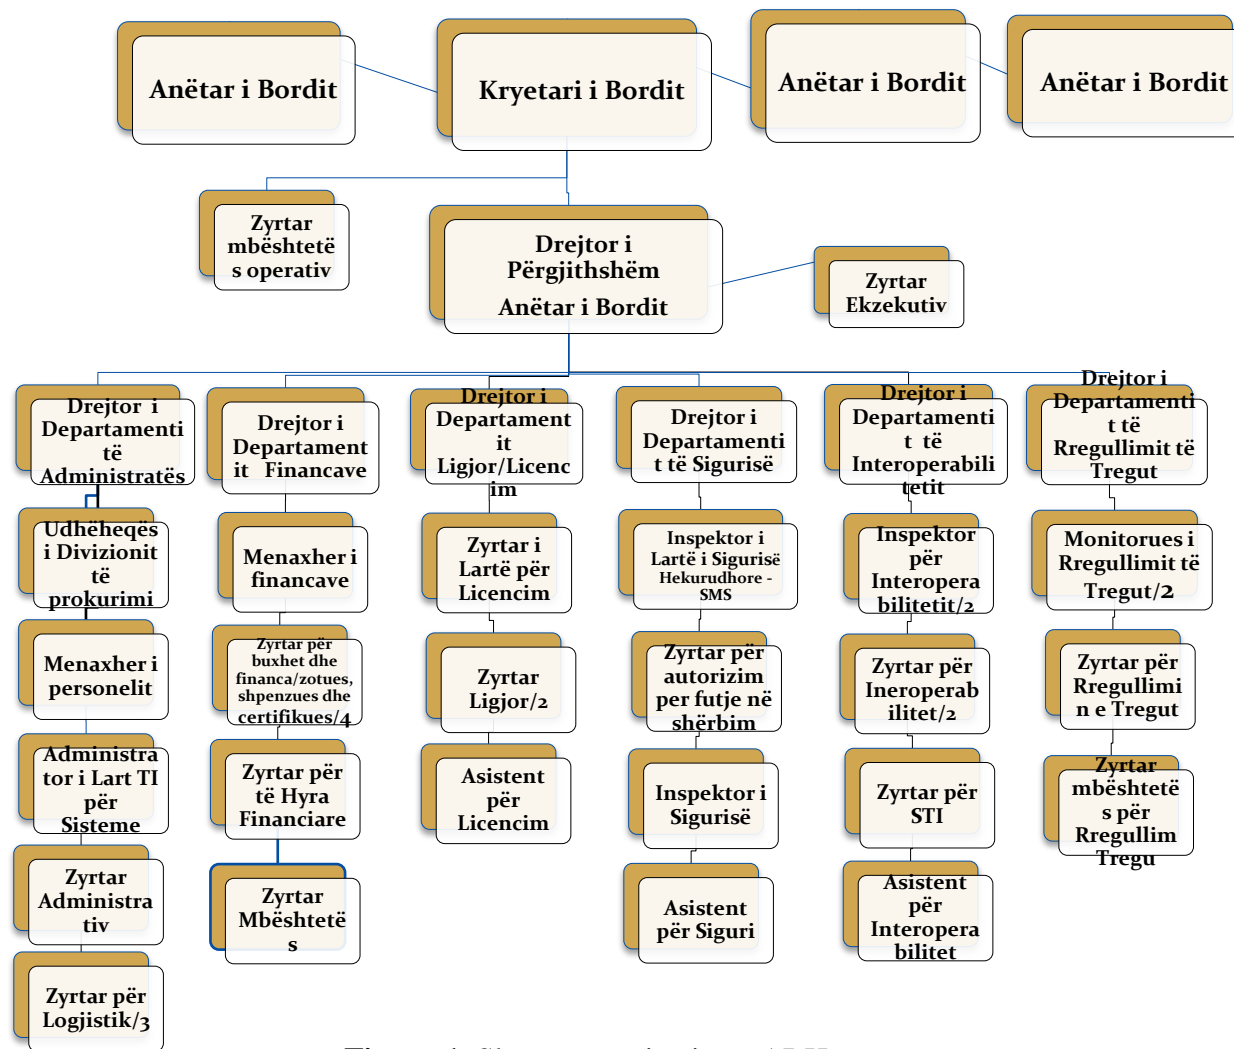 Anëtar i Bordit
Kryetari i Bordit
Anëtar i Bordit
Anëtar i Bordit
Zyrtar
mbështetë
s operativ
Drejtor i
Përgjithshëm
Anëtar i Bordit
Zyrtar
Ekzekutiv
Drejtor i
Departamenti
të
Administratës
Udhëheqës
i Divizionit
të
prokurimi
Menaxher i
personelit
Administra
tor i Lart TI
për
Sisteme
Zyrtar
Administra
tiv
Zyrtar për
Logjistik/3
Drejtor i
Departament
it Financave
Menaxher i
financave
Zyrtar për
buxhet dhe
financa/zotues,
shpenzues dhe
certifikues/4
Zyrtar për
të Hyra
Financiare
Zyrtar
Mbështetë
s
Drejtor i
Departament
it
Ligjor/Licenc
im
Zyrtar i
Lartë për
Licencim
Zyrtar
Ligjor/2
Asistent
për
Licencim
Drejtor i
Departamenti
t të Sigurisë
Inspektor i
Lartë i Sigurisë
Hekurudhore -
SMS
Zyrtar për
autorizim
per futje në
shërbim
Inspektor i
Sigurisë
Asistent
për Siguri
Drejtor i
Departamenti
t të
Interoperabili
tetit
Inspektor
për
Interopera
bilitetit/2
Zyrtar për
Ineroperab
ilitet/2
Zyrtar për
STI
Asistent
për
Interopera
bilitet
Drejtor i
Departamenti
t të
Rregullimit të
Tregut
Monitorues i
Rregullimit të
Tregut/2
Zyrtar për
Rregullimi
n e Tregut
Zyrtar
mbështetë
s për
Rregullim
Tregu